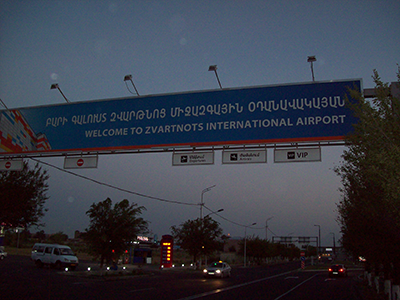 ԲԱՐԻ ԳԱԼՈՒՍՏ ԶՎԱՐԹՆՈՑ ՄԻՋԱԶԳԱՅԻՆ ՕԴԱՆԱՎԱԿԱՅԱՆ
WELCOME TO ZVARTNOTS INTERNATIONAL AIRPORT
VIP